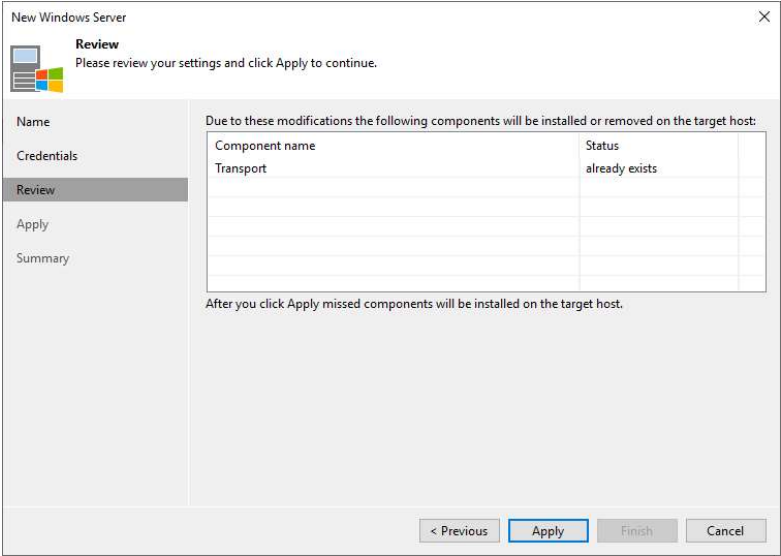 New Windows Server
Review
Please review your settings and click Apply to continue.
Name
Credentials
Review
Apply
Summary
Due to these modifications the following components will be installed or removed on the target host:
Component name Status
Transport already exists
After you click Apply missed components will be installed on the target host.
< Previous Apply Finish Cancel